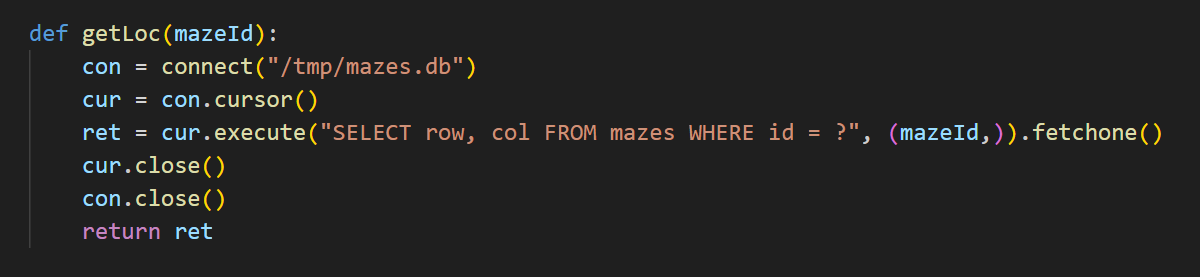 def getLoc(mazeId):
    con = connect("/tmp/mazes.db")
    cur = con.cursor()
    ret = cur.execute("SELECT row, col FROM mazes WHERE id = ?", (mazeId,)).fetchone()
    cur.close()
    con.close()
    return ret